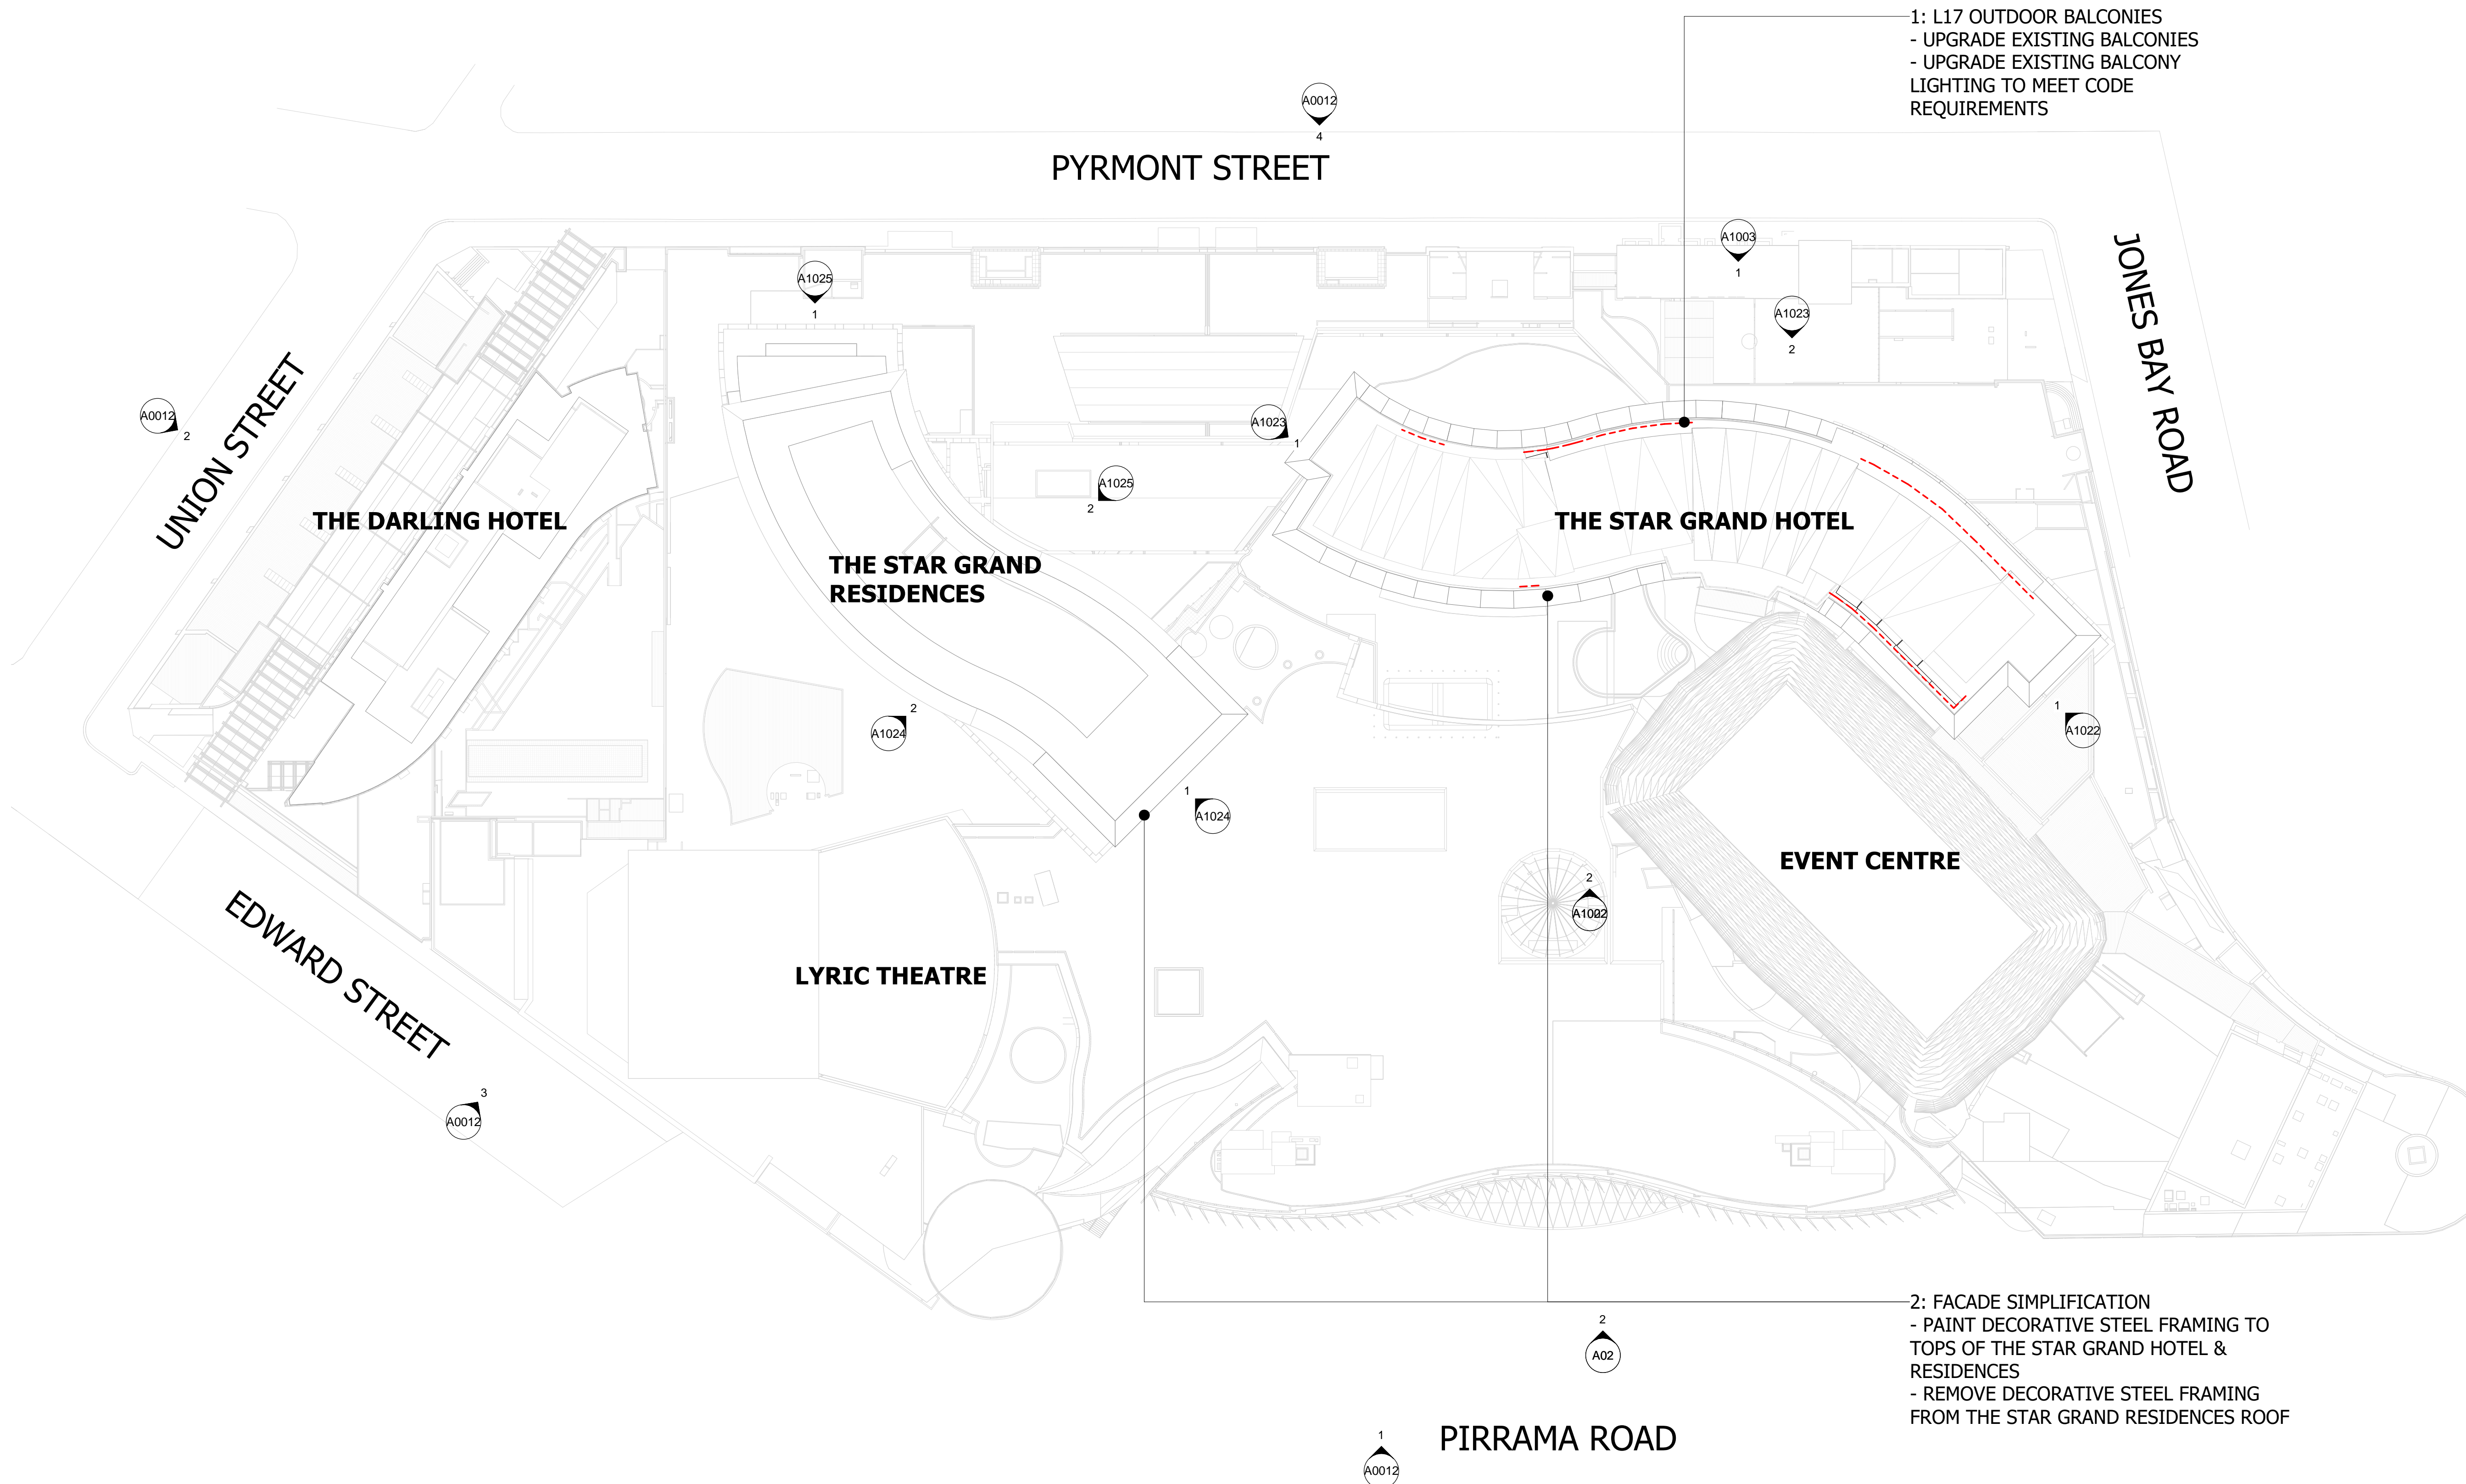 1: L17 OUTDOOR BALCONIES
- UPGRADE EXISTING BALCONIES
- UPGRADE EXISTING BALCONY
LIGHTING TO MEET CODE
REQUIREMENTS
A0012
4
PYRMONT STREET
A1003
1
A1025
1
A1023
2
JONES BAY ROAD
UNION STREET
A0012
2
A1023
1
A1025
2
THE DARLING HOTEL
THE STAR GRAND HOTEL
THE STAR GRAND
RESIDENCES
2
A1024
1
A1022
1
A1024
EVENT CENTRE
2
EDWARD STREET
LYRIC THEATRE
3
A0012
2: FACADE SIMPLIFICATION
- PAINT DECORATIVE STEEL FRAMING TO
TOPS OF THE STAR GRAND HOTEL &
RESIDENCES
- REMOVE DECORATIVE STEEL FRAMING
FROM THE STAR GRAND RESIDENCES ROOF
2
A02
PIRRAMA ROAD
1
A0012